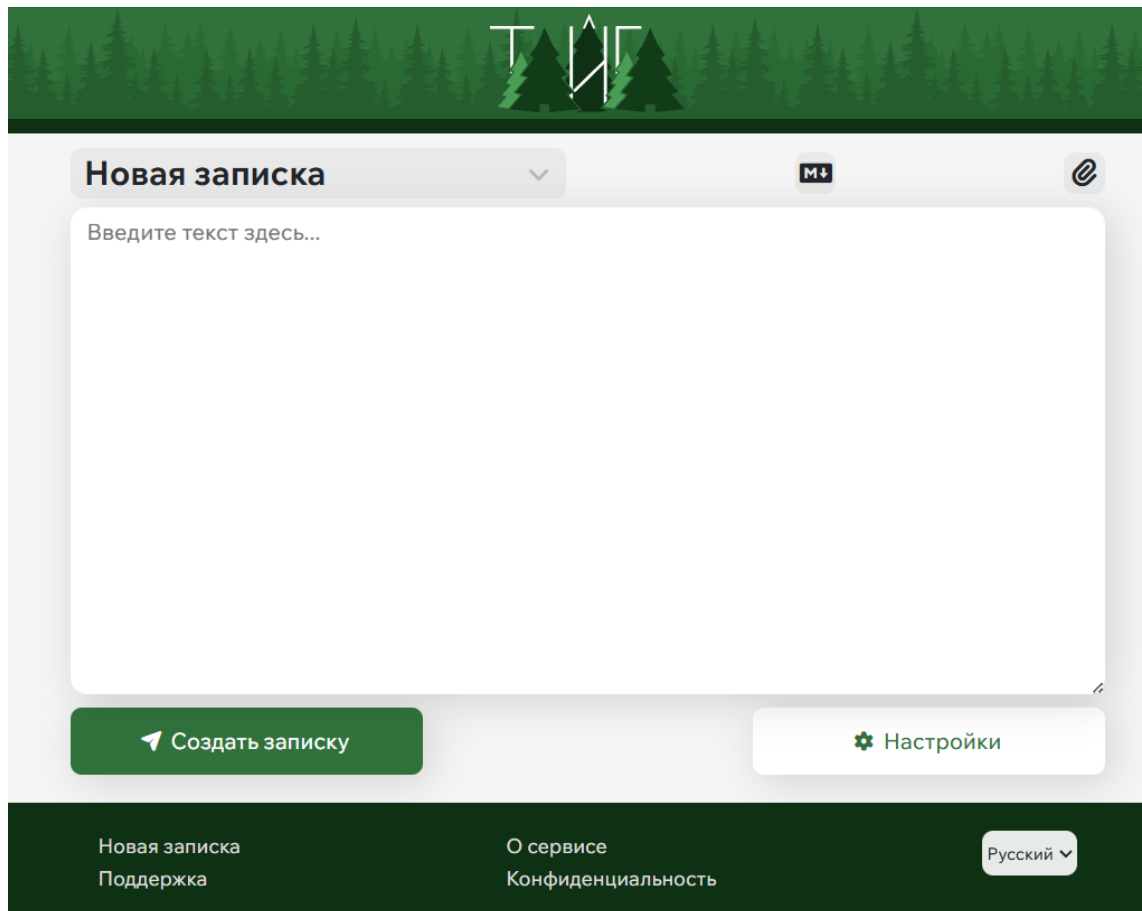 ТАЙГА
Новая записка
M
Введите текст здесь...
Создать записку
Настройки
Новая записка
О сервисе
Русский
Поддержка
Конфиденциальность